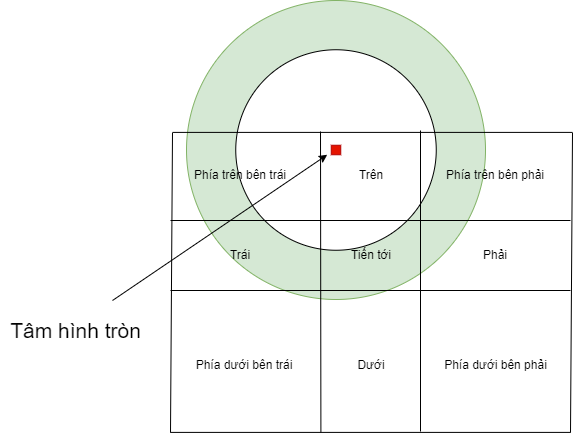 Phía trên bên trái
Trên
Phía trên bên phải
Trái
Tiến tới
Phải
Tâm hình tròn
Phía dưới bên trái
Dưới
Phía dưới bên phải